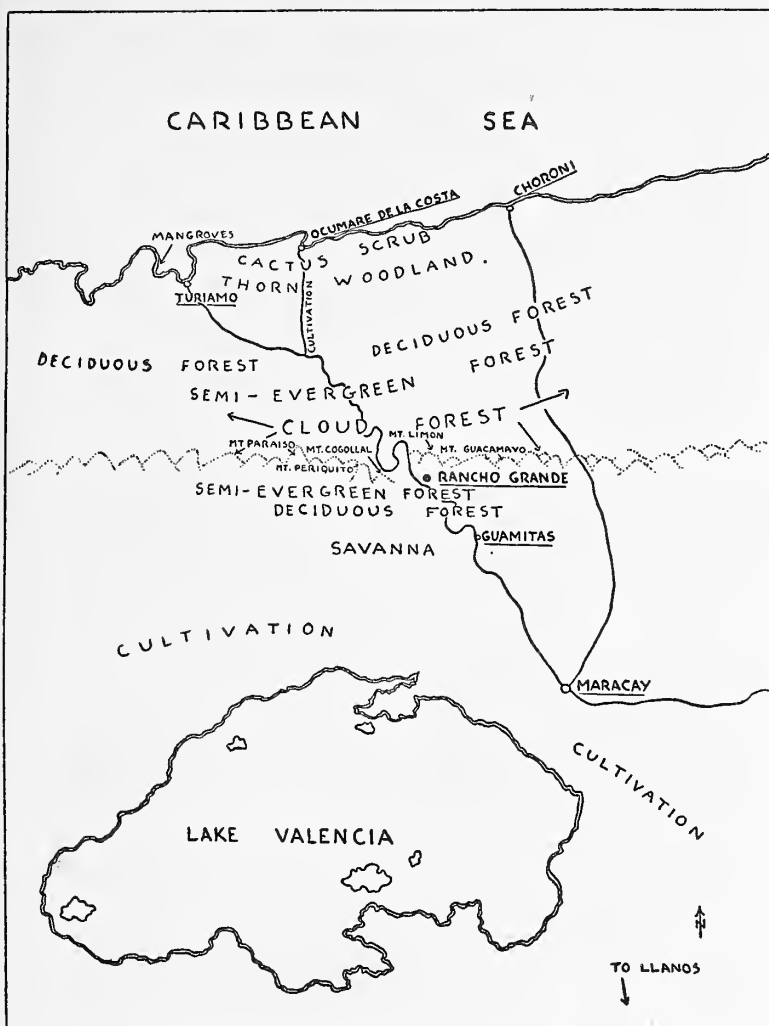 CARIBBEAN SEA
CHORONI
OCUMARE DE LA COSTA
MANGROVES
CACTUS SCRUB
THORN WOODLAND.
TURIAMO
CULTIVATION
DECIDUOUS FOREST
DECIDUOUS FOREST
SEMI-EVERGREEN FOREST
CLOUD FOREST
MT. LIMON
MT PARAISO
MT. COGOLLAL
MT. GUACAMAYO
MT. PERIQUITO
RANCHO GRANDE
SEMI-EVERGREEN FOREST
DECIDUOUS FOREST
GUAMITAS
SAVANNA
CULTIVATION
MARACAY
CULTIVATION
LAKE VALENCIA
N
TO LLANOS